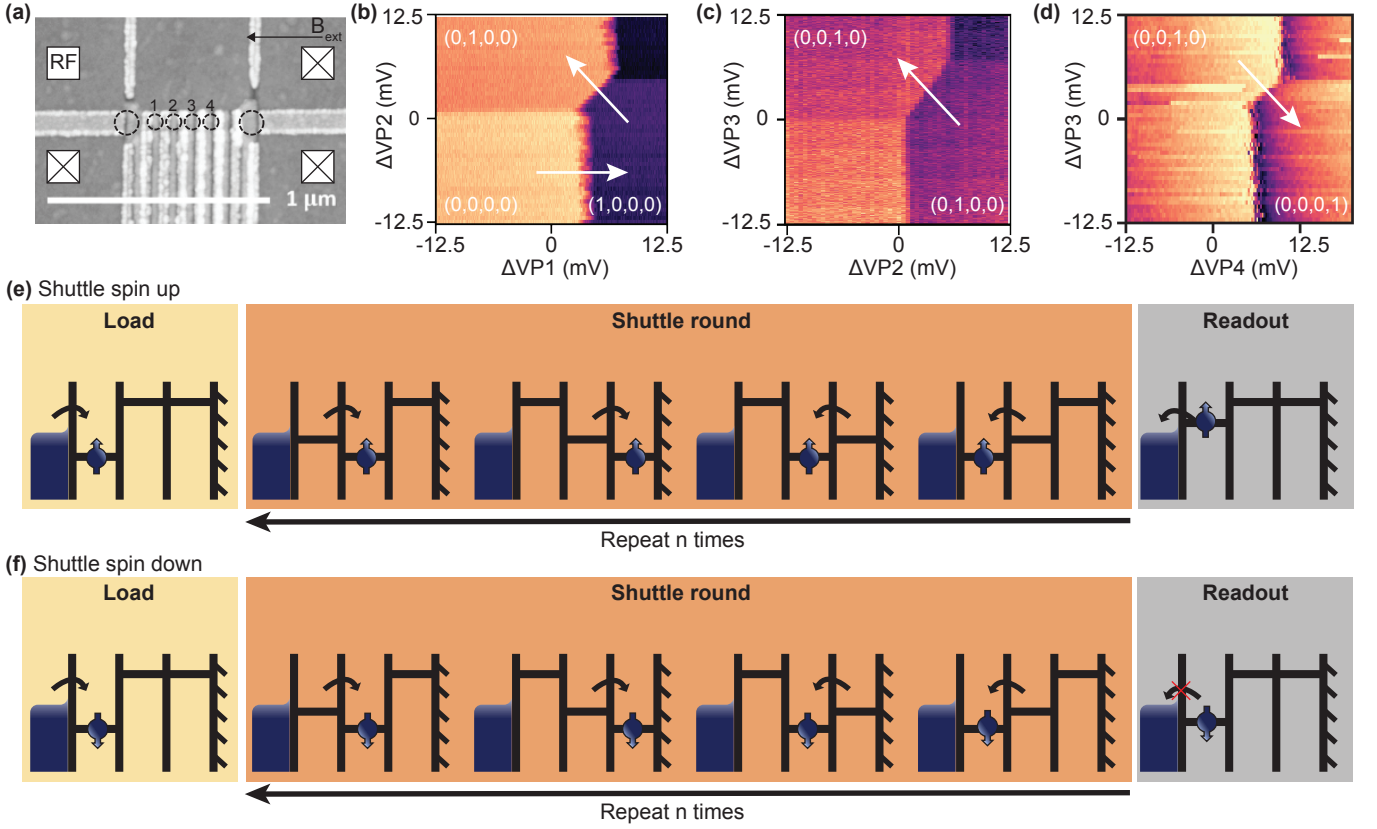 (a)
RF
B
ext
1 2 3 4
1 µm
(b)
12.5
0
-12.5
ΔVP2 (mV)
(0,1,0,0)
(0,0,0,0)
(1,0,0,0)
-12.5 0 12.5
ΔVP1 (mV)
(c)
12.5
0
-12.5
ΔVP3 (mV)
(0,0,1,0)
(0,1,0,0)
-12.5 0 12.5
ΔVP2 (mV)
(d)
12.5
0
-12.5
ΔVP3 (mV)
(0,0,1,0)
(0,0,0,1)
-12.5 0 12.5
ΔVP4 (mV)
(e) Shuttle spin up
Load
Shuttle round
Readout
Repeat n times
(f) Shuttle spin down
Load
Shuttle round
Readout
Repeat n times